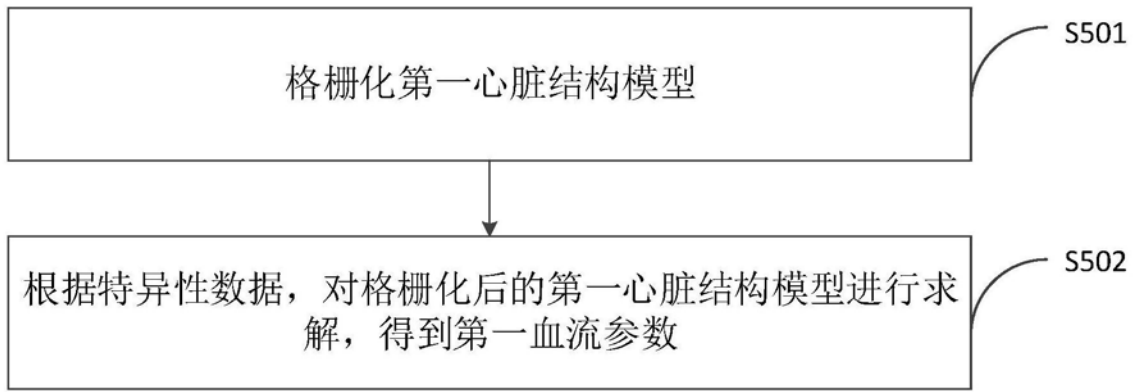 格栅化第一心脏结构模型
S501
根据特异性数据，对格栅化后的第一心脏结构模型进行求
解，得到第一血流参数
S502